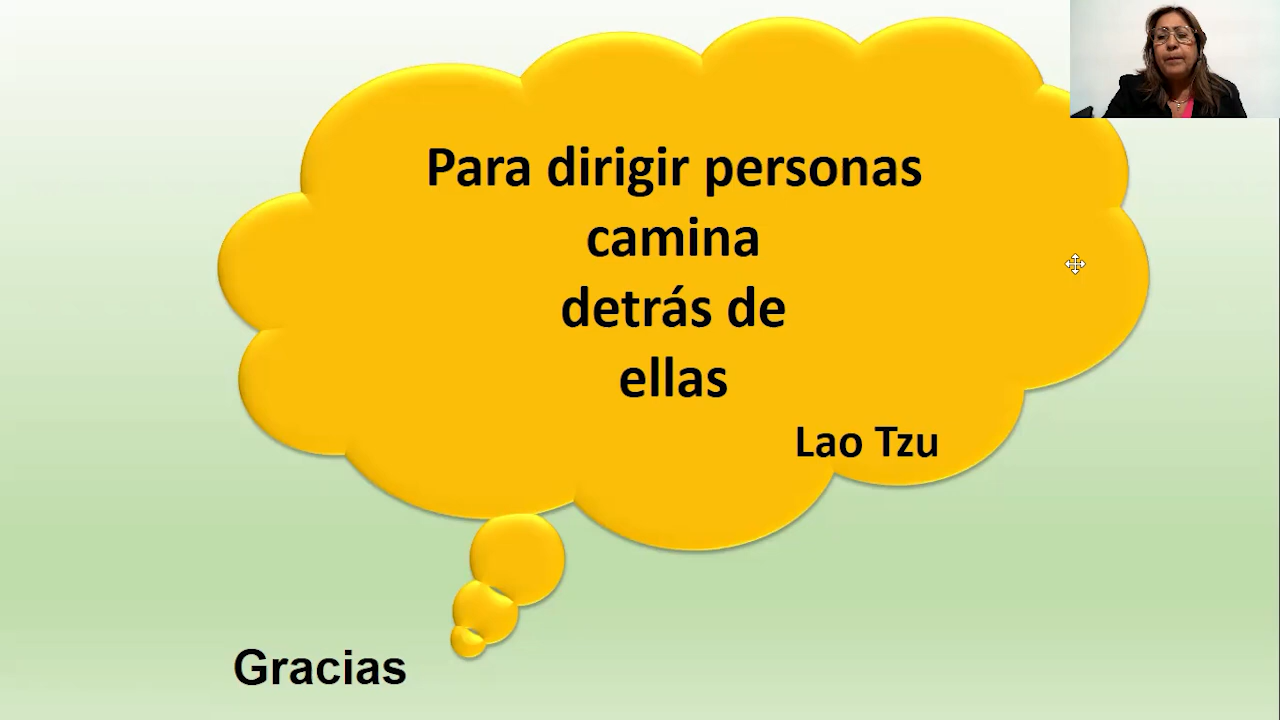 Para dirigir personas
camina
detrás de
ellas
Lao Tzu
Gracias